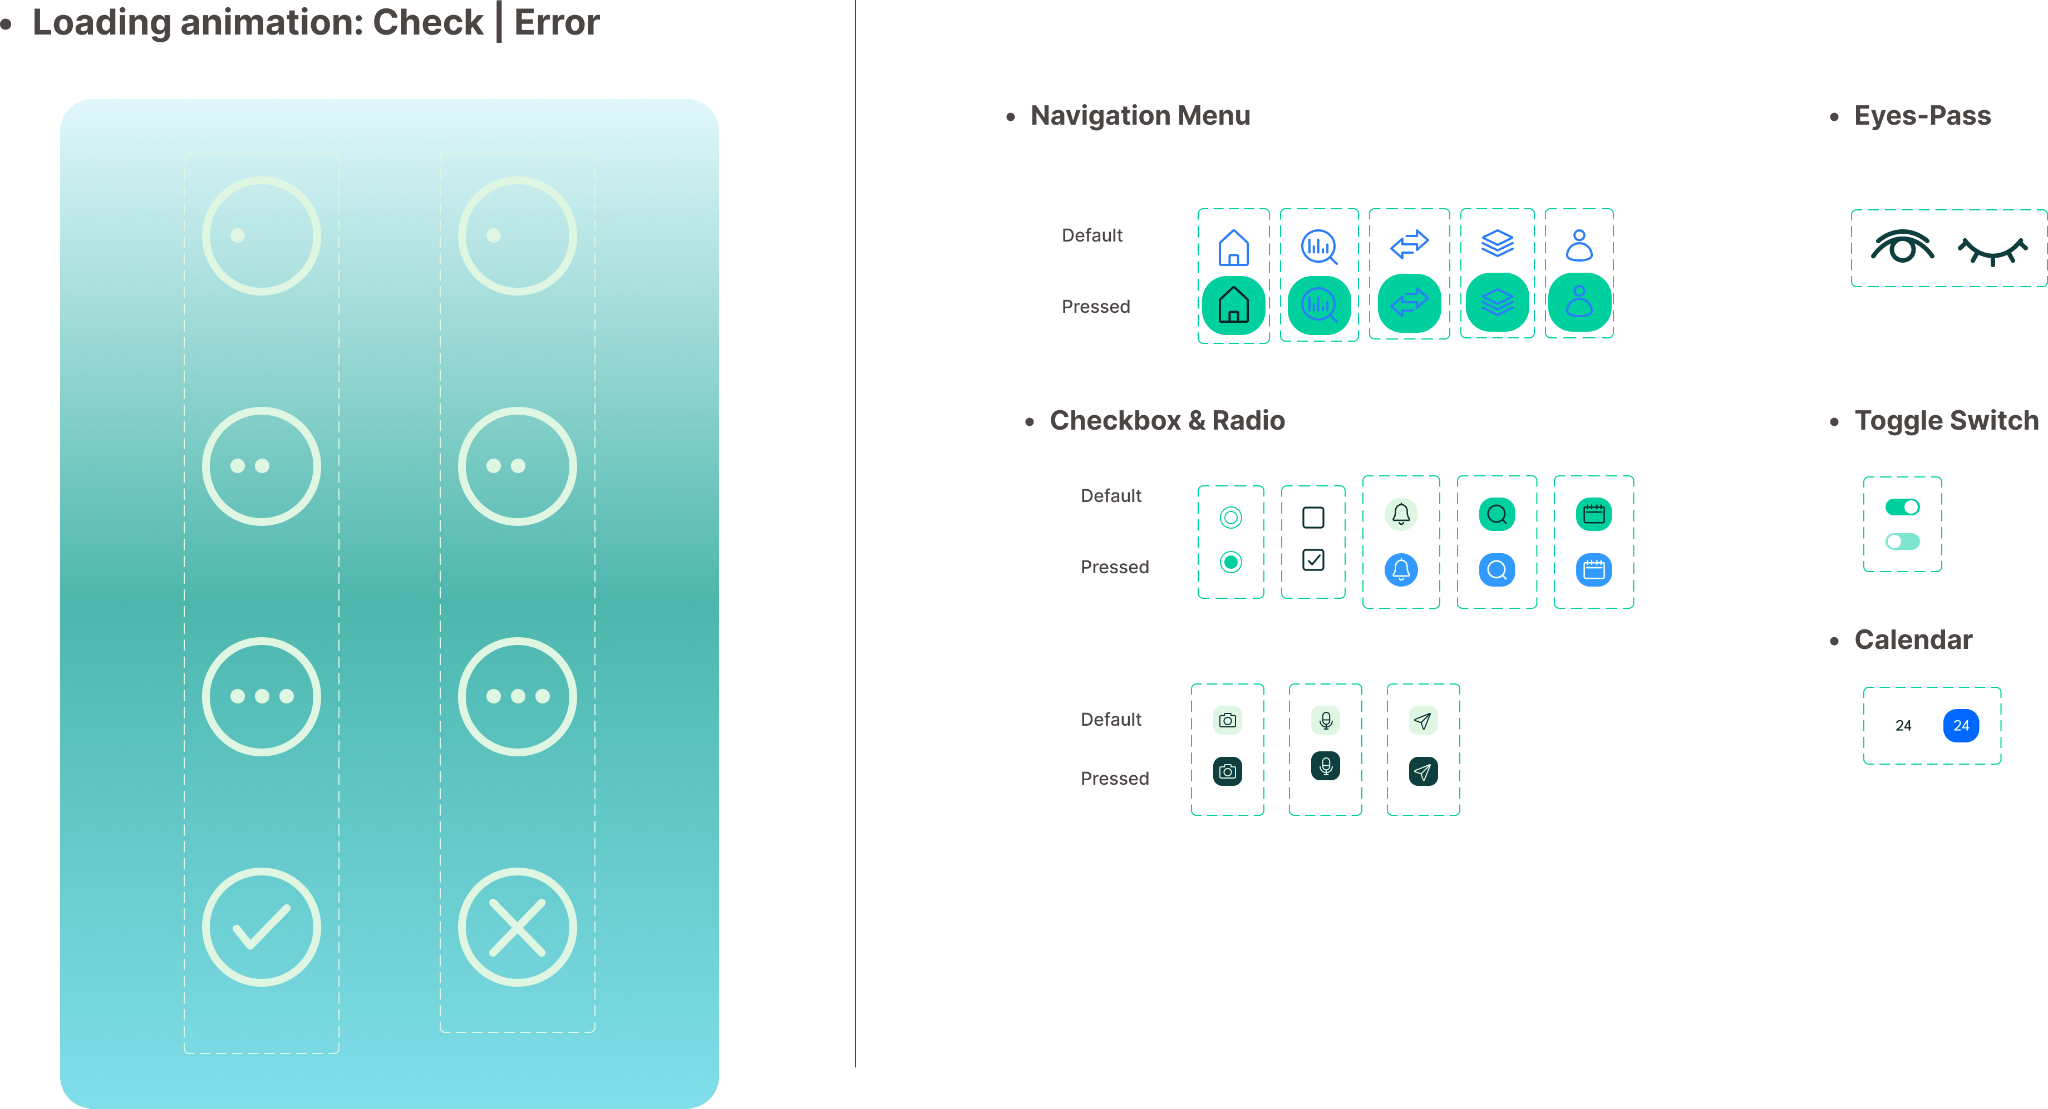 Loading animation: Check | Error
Navigation Menu
Default
Pressed
Checkbox & Radio
Default
Pressed
Default
Pressed
Eyes-Pass
Toggle Switch
Calendar
24
24